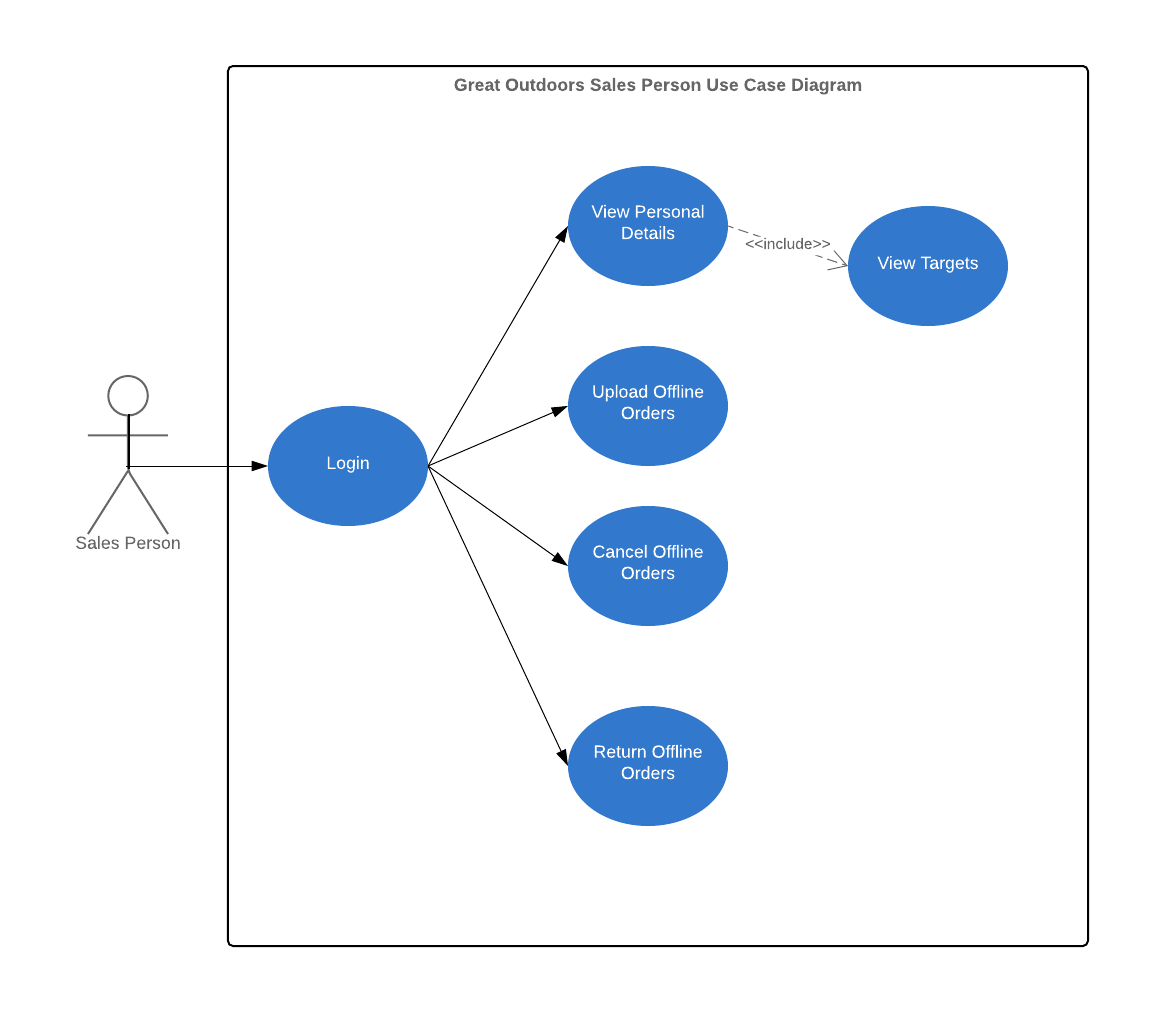 Great Outdoors Sales Person Use Case Diagram
View Personal
Details
<<include>>
View Targets
Upload Offline
Orders
Login
Sales Person
Cancel Offline
Orders
Return Offline
Orders